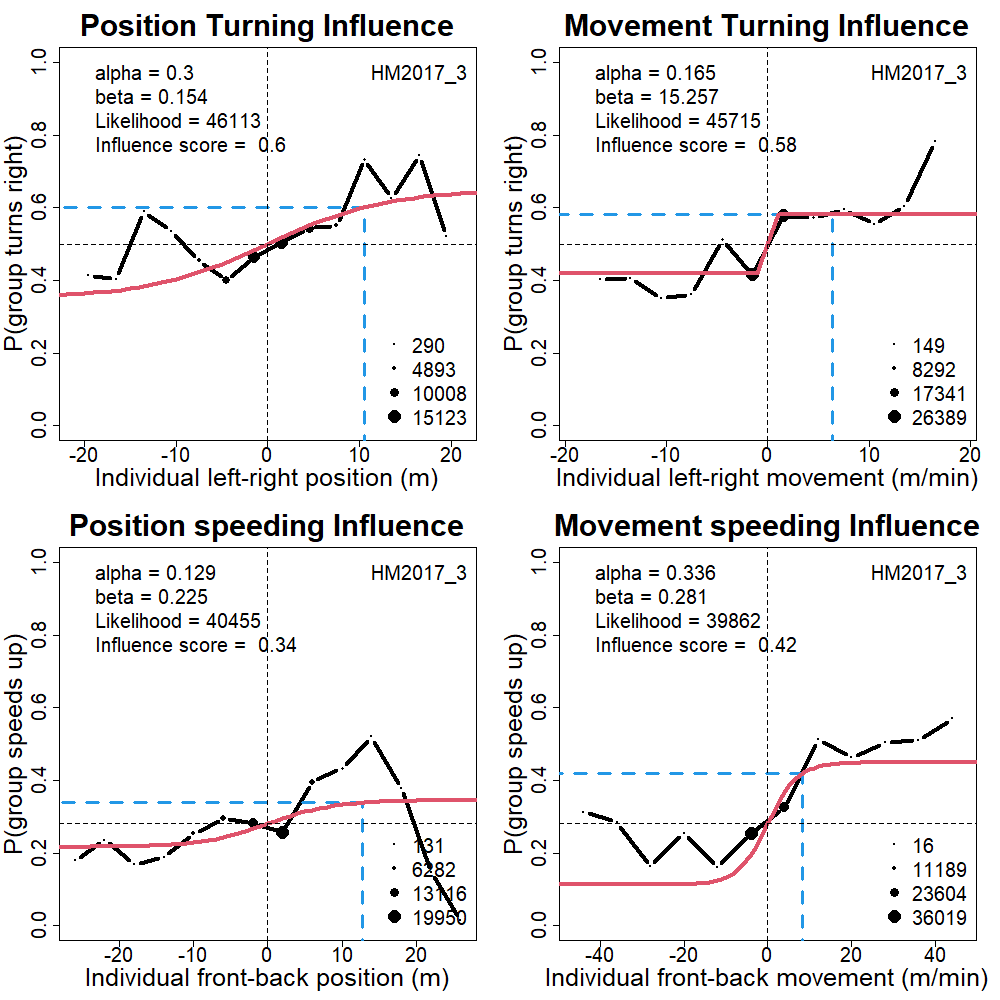 Position Turning Influence
alpha = 0.3
HM2017_3
beta = 0.154
Likelihood = 46113
Influence score = 0.6
P(group turns right)
1.0
0.8
0.6
0.4
0.2
0.0
290
4893
10008
15123
-20
-10
0
10
20
Individual left-right position (m)
Movement Turning Influence
alpha = 0.165
HM2017_3
beta = 15.257
Likelihood = 45715
Influence score = 0.58
P(group turns right)
1.0
0.8
0.6
0.4
0.2
0.0
149
8292
17341
26389
-20
-10
0
10
20
Individual left-right movement (m/min)
Position speeding Influence
alpha = 0.129
HM2017_3
beta = 0.225
Likelihood = 40455
Influence score = 0.34
P(group speeds up)
1.0
0.8
0.6
0.4
0.2
0.0
131
6282
13116
19950
-20
-10
0
10
20
Individual front-back position (m)
Movement speeding Influence
alpha = 0.336
HM2017_3
beta = 0.281
Likelihood = 39862
Influence score = 0.42
P(group speeds up)
1.0
0.8
0.6
0.4
0.2
0.0
16
11189
23604
36019
-40
-20
0
20
40
Individual front-back movement (m/min)